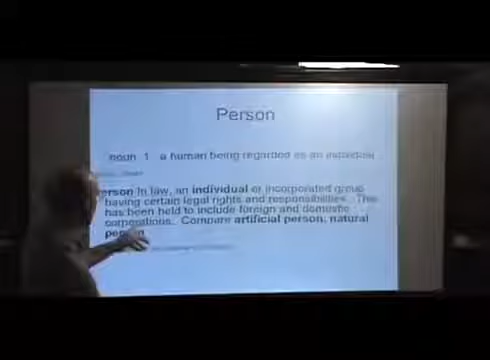 Person
noun 1 a human being regarded as an individual
erson In law, an individual or incorporated group
having certain legal rights and responsibilities. This
has been held to include foreign and domestic
corporations. Compare artificial person, natural
person